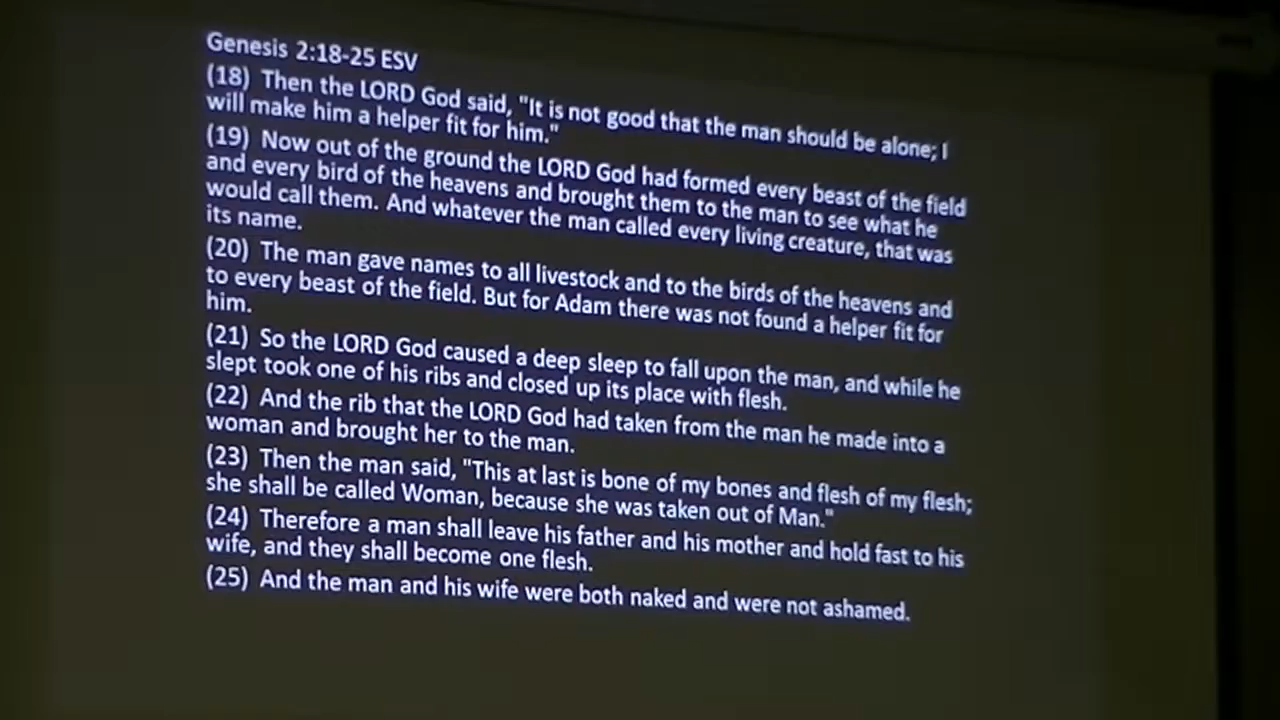 Genesis 2:18-25 ESV
(18) Then the LORD God said, "It is not good that the man should be alone; I
will make him a helper fit for him."
(19) Now out of the ground the LORD God had formed every beast of the field
and every bird of the heavens and brought them to the man to see what he
would call them. And whatever the man called every living creature, that was
its name.
(20) The man gave names to all livestock and to the birds of the heavens and
to every beast of the field. But for Adam there was not found a helper fit for
him.
(21) So the LORD God caused a deep sleep to fall upon the man, and while he
slept took one of his ribs and closed up its place with flesh.
(22) And the rib that the LORD God had taken from the man he made into a
woman and brought her to the man.
(23) Then the man said, "This at last is bone of my bones and flesh of my flesh;
she shall be called Woman, because she was taken out of Man."
(24) Therefore a man shall leave his father and his mother and hold fast to his
wife, and they shall become one flesh.
(25) And the man and his wife were both naked and were not ashamed.